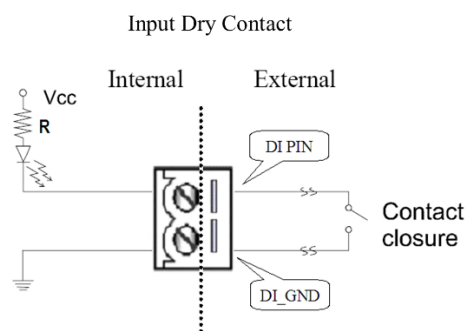 Input Dry Contact
Internal
External
Vcc
R
DI PIN
Contact
closure
DI_GND